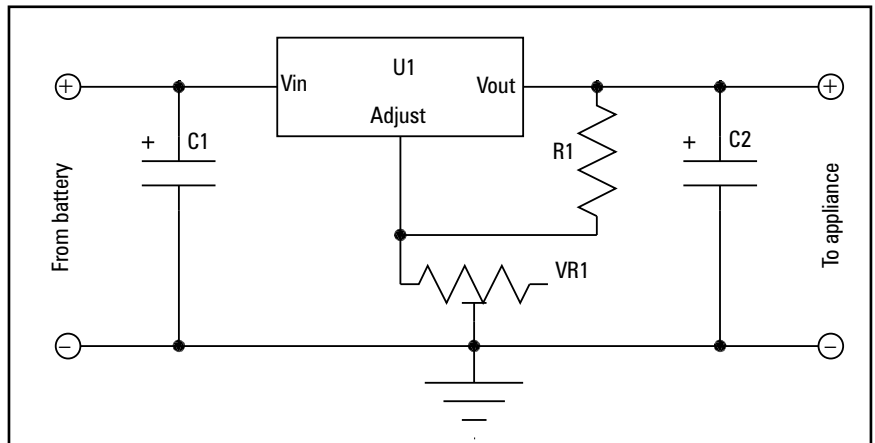 U1
Vin
Vout
Adjust
+
+
C1
R1
+
C2
+
From battery
To appliance
VR1
−
−